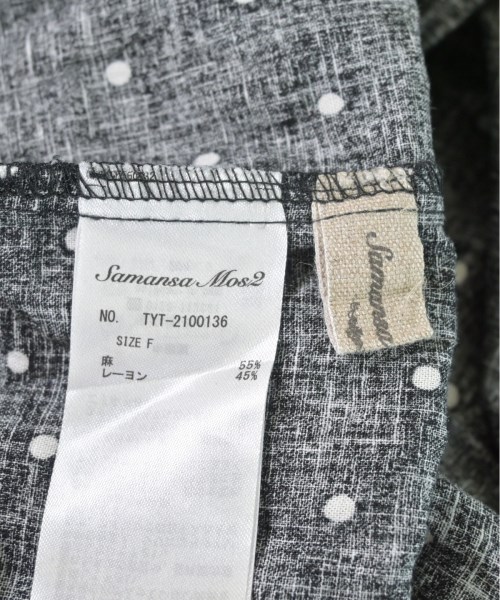 Samansa Mos2
NO. TYT-2100136
SIZE F
麻 55%
レーヨン 45%
Samansa